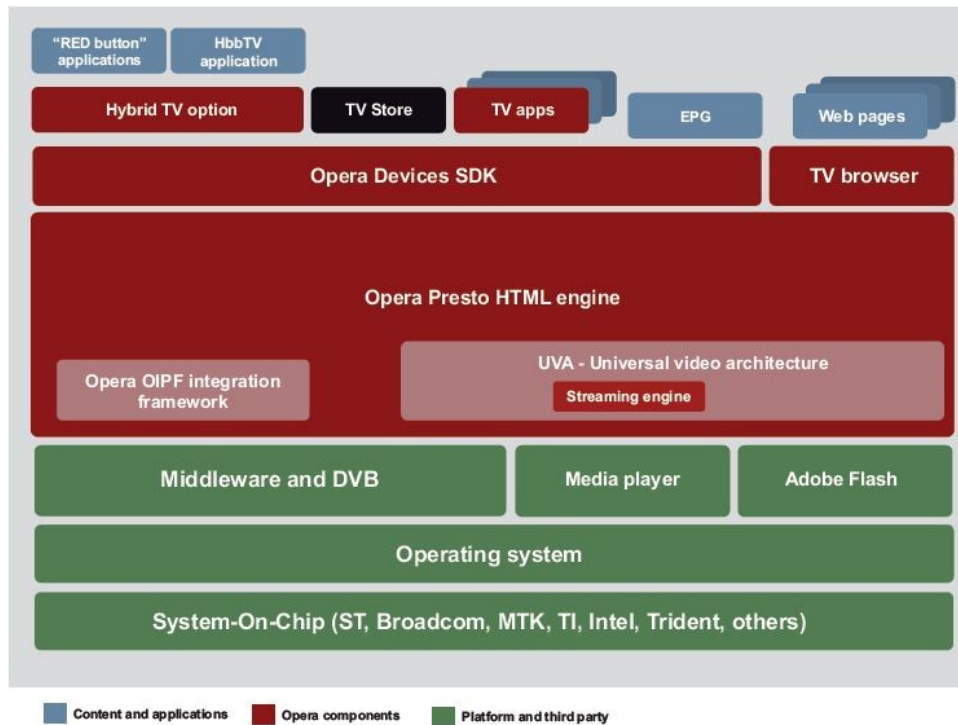 “RED button”
applications
HbbTV
application
Hybrid TV option
TV Store
TV apps
EPG
Web pages
Opera Devices SDK
TV browser
Opera Presto HTML engine
UVA - Universal video architecture
Opera OIPF integration
framework
Streaming engine
Middleware and DVB
Media player
Adobe Flash
Operating system
System-On-Chip (ST, Broadcom, MTK, TI, Intel, Trident, others)
Content and applications
Opera components
Platform and third party